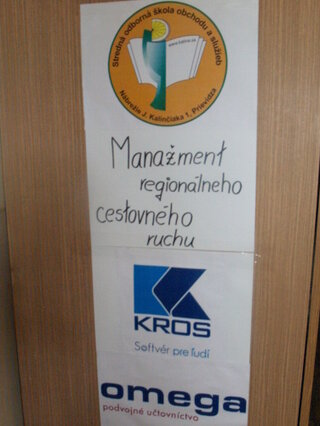 Stredná odborná škola obchodu a služieb
Nábrežie J. Kalinčiaka 1, Prievidza
Manažment
regionálneho
cestovného
ruchu
KROS
Softvér pre ľudí
omega
podvojné účtovníctvo